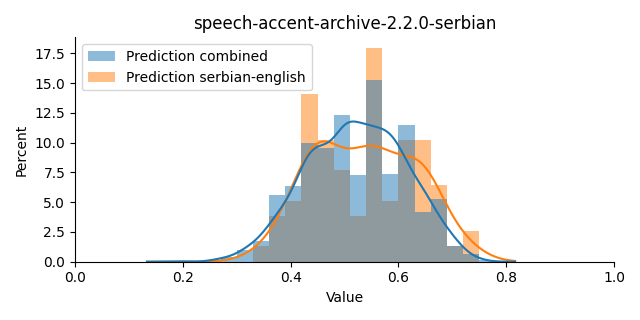 speech-accent-archive-2.2.0-serbian
Prediction combined
Prediction serbian-english
17.5
15.0
12.5
10.0
7.5
5.0
2.5
0.0
Percent
0.0 0.2 0.4 0.6 0.8 1.0
Value